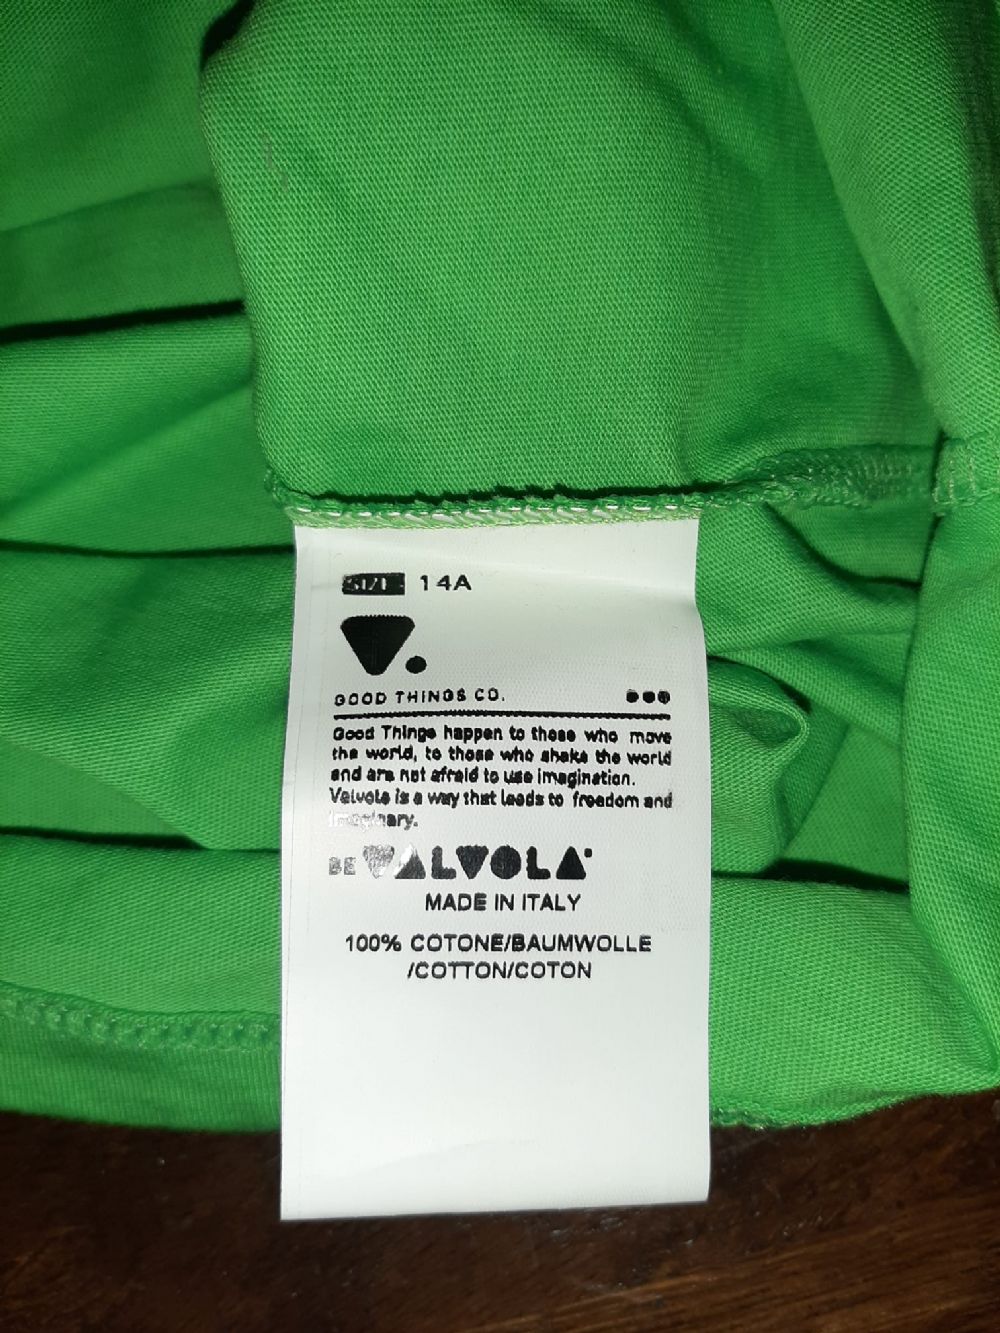 SIZE 14A
GOOD THINGS CO.
Good Things happen to those who move
the world, to those who shake the world
and are not afraid to use imagination.
Valvola is a way that leads to freedom and
imaginary.
BE VALVOLA
MADE IN ITALY
100% COTONE/BAUMWOLLE
/COTTON/COTON